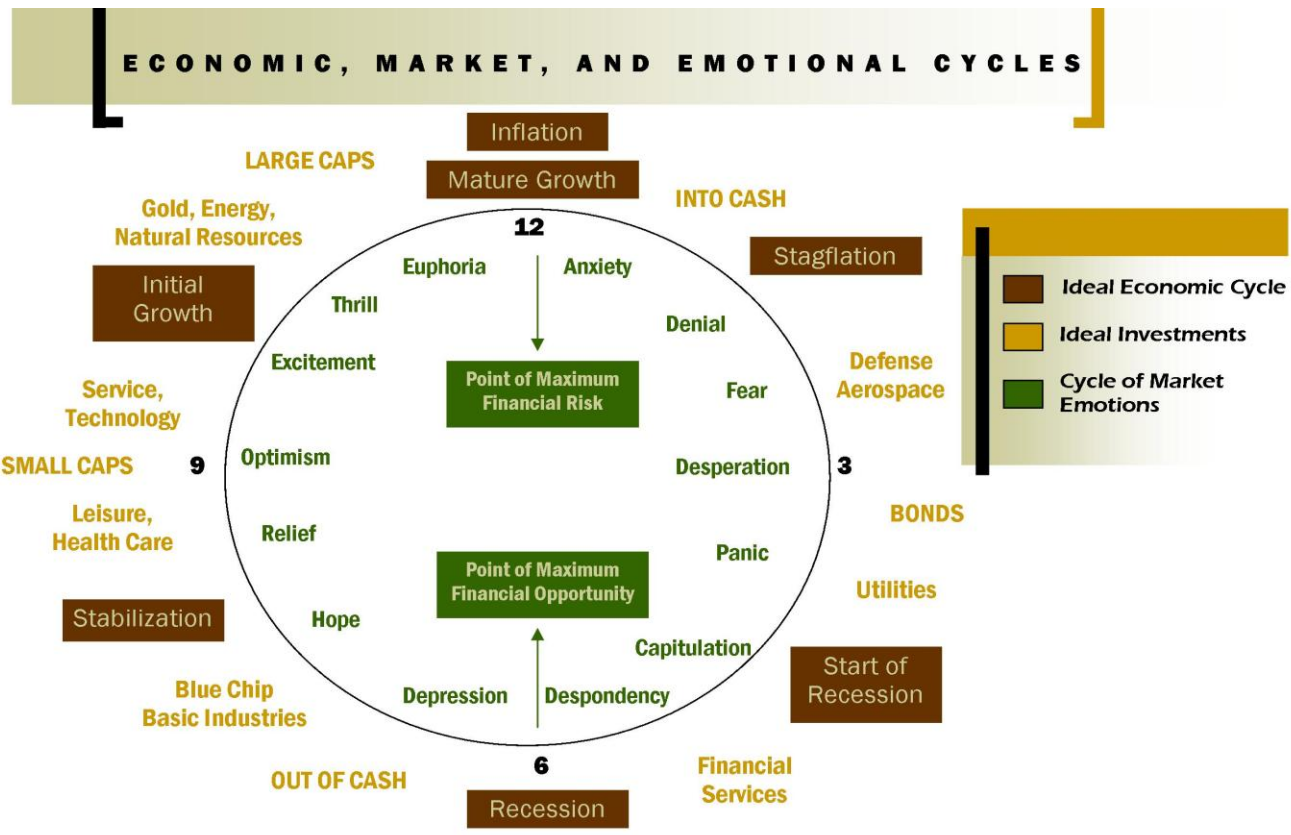 ECONOMIC, MARKET, AND EMOTIONAL CYCLES
Inflation
LARGE CAPS
Mature Growth
INTO CASH
Gold, Energy,
Natural Resources
12
Stagflation
Initial
Growth
Euphoria
Anxiety
Thrill
Denial
Excitement
Point of Maximum
Financial Risk
Fear
Defense
Aerospace
Service,
Technology
SMALL CAPS
9
Optimism
Desperation
3
Leisure,
Health Care
Relief
BONDS
Panic
Point of Maximum
Financial Opportunity
Utilities
Stabilization
Hope
Capitulation
Start of
Recession
Blue Chip
Basic Industries
Depression
Despondency
OUT OF CASH
6
Financial
Services
Recession
Ideal Economic Cycle
Ideal Investments
Cycle of Market
Emotions